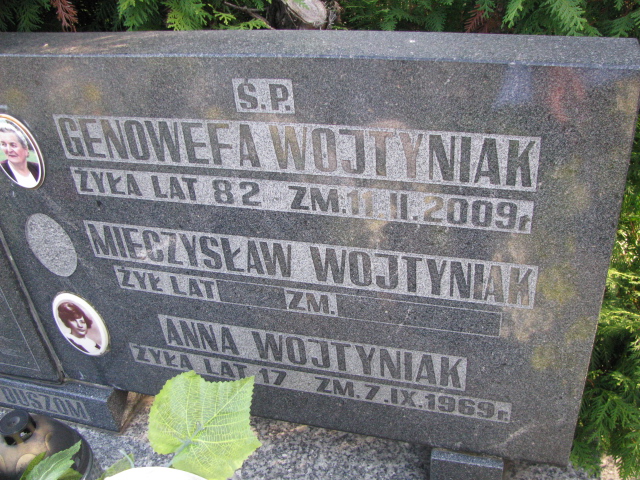 Ś.P.
GENOWEFA WOJTYNIAK
ŻYŁA LAT 82 ZM.11.II.2009r
MIECZYSŁAW WOJTYNIAK
ŻYŁ LAT ZM.
ANNA WOJTYNIAK
ŻYŁA LAT 17 ZM.7.IX.1969r.
DUSZOM